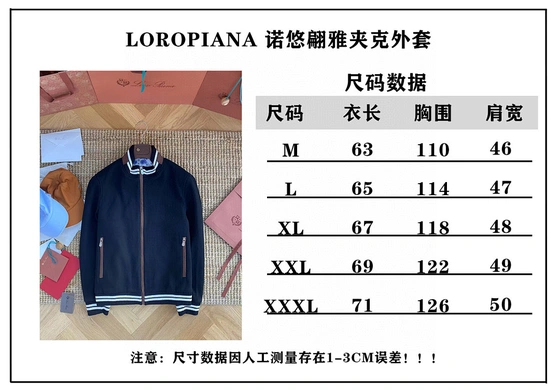 LOROPIANA 诺悠翩雅夹克外套
尺码数据
尺码 衣长 胸围 肩宽
M 63 110 46
L 65 114 47
XL 67 118 48
XXL 69 122 49
XXXL 71 126 50
注意：尺寸数据因人工测量存在1-3CM误差！！！